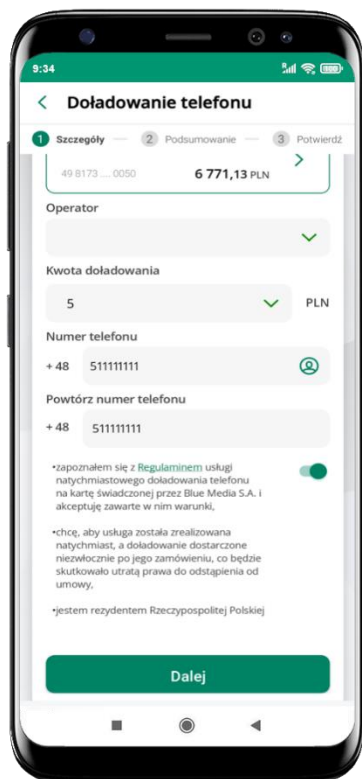 9:34
Doładowanie telefonu
1 Szczegóły 2 Podsumowanie 3 Potwierdź
49 8173 .... 0050 6 771,13 PLN
Operator
Kwota doładowania
5 PLN
Numer telefonu
+ 48 511111111
Powtórz numer telefonu
+ 48 511111111
•zapoznałem się z Regulaminem usługi
natychmiastowego doładowania telefonu
na kartę świadczonej przez Blue Media S.A. i
akceptuję zawarte w nim warunki,
•chcę, aby usługa została zrealizowana
natychmiast, a doładowanie dostarczone
niezwłocznie po jego zamówieniu, co będzie
skutkowało utratą prawa do odstąpienia od
umowy,
•jestem rezydentem Rzeczypospolitej Polskiej
Dalej